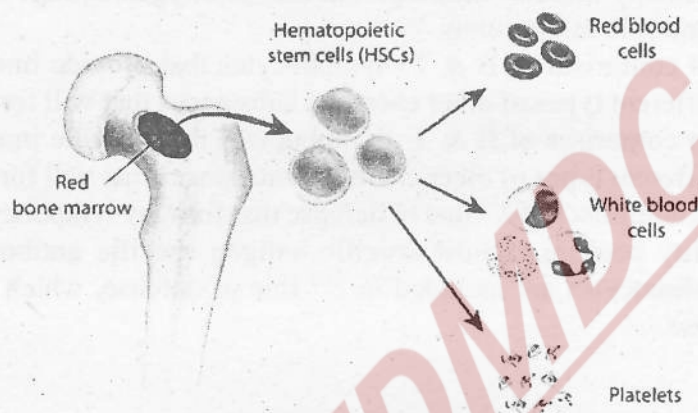 Hematopoietic
stem cells (HSCs)
Red blood
cells
Red
bone marrow
White blood
cells
Platelets